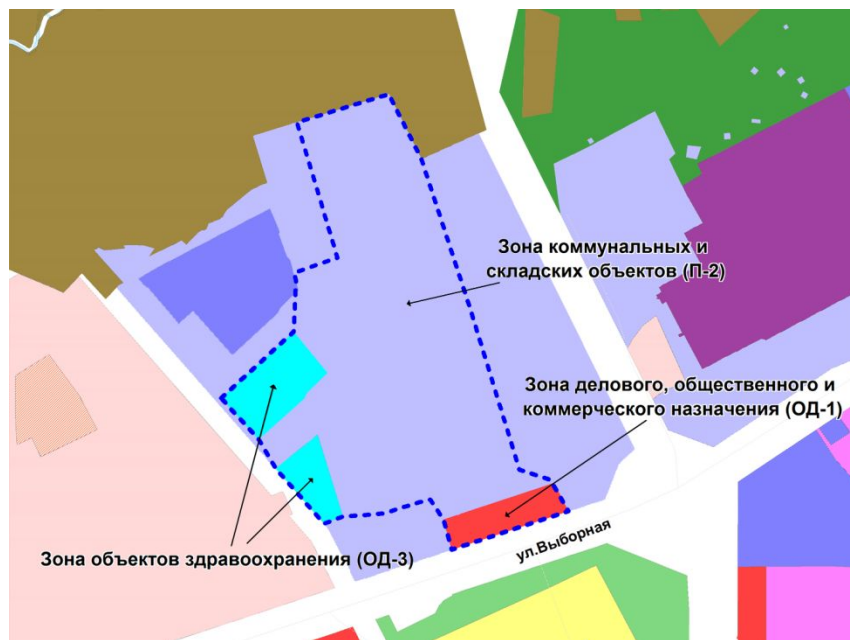 Зона коммунальных и
складских объектов (П-2)
Зона делового, общественного и
коммерческого назначения (ОД-1)
ул.Выборная
Зона объектов здравоохранения (ОД-3)